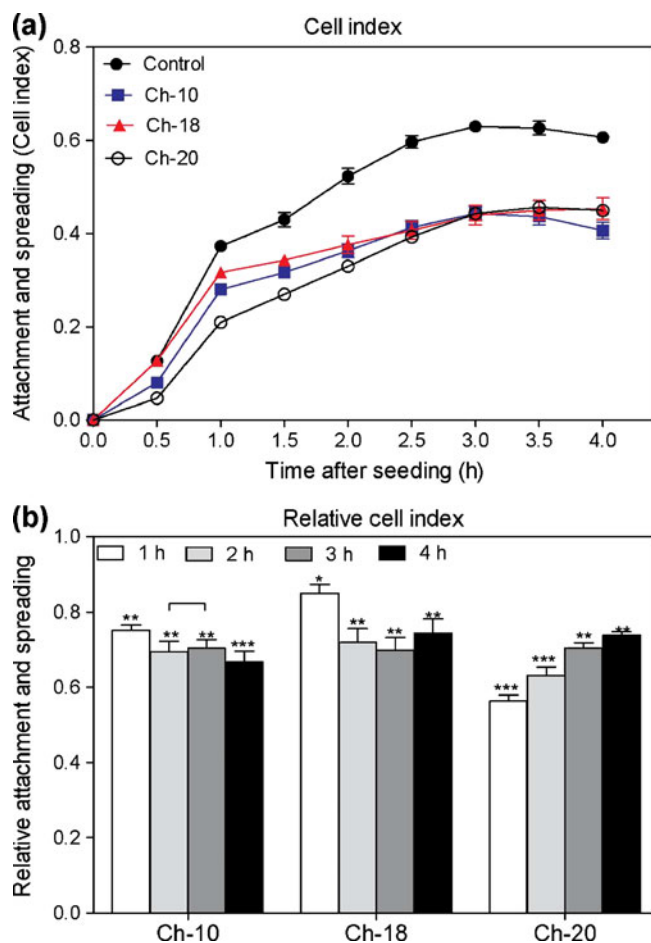 (a) Cell index
Attachment and spreading (Cell index)
0.8
0.6
0.4
0.2
0.0
Control
Ch-10
Ch-18
Ch-20
0.0 0.5 1.0 1.5 2.0 2.5 3.0 3.5 4.0
Time after seeding (h)
(b) Relative cell index
Relative attachment and spreading
1.0
0.8
0.6
0.4
0.2
0.0
1 h 2 h 3 h 4 h
** ** ** ***
* ** ** **
*** *** ** **
Ch-10 Ch-18 Ch-20